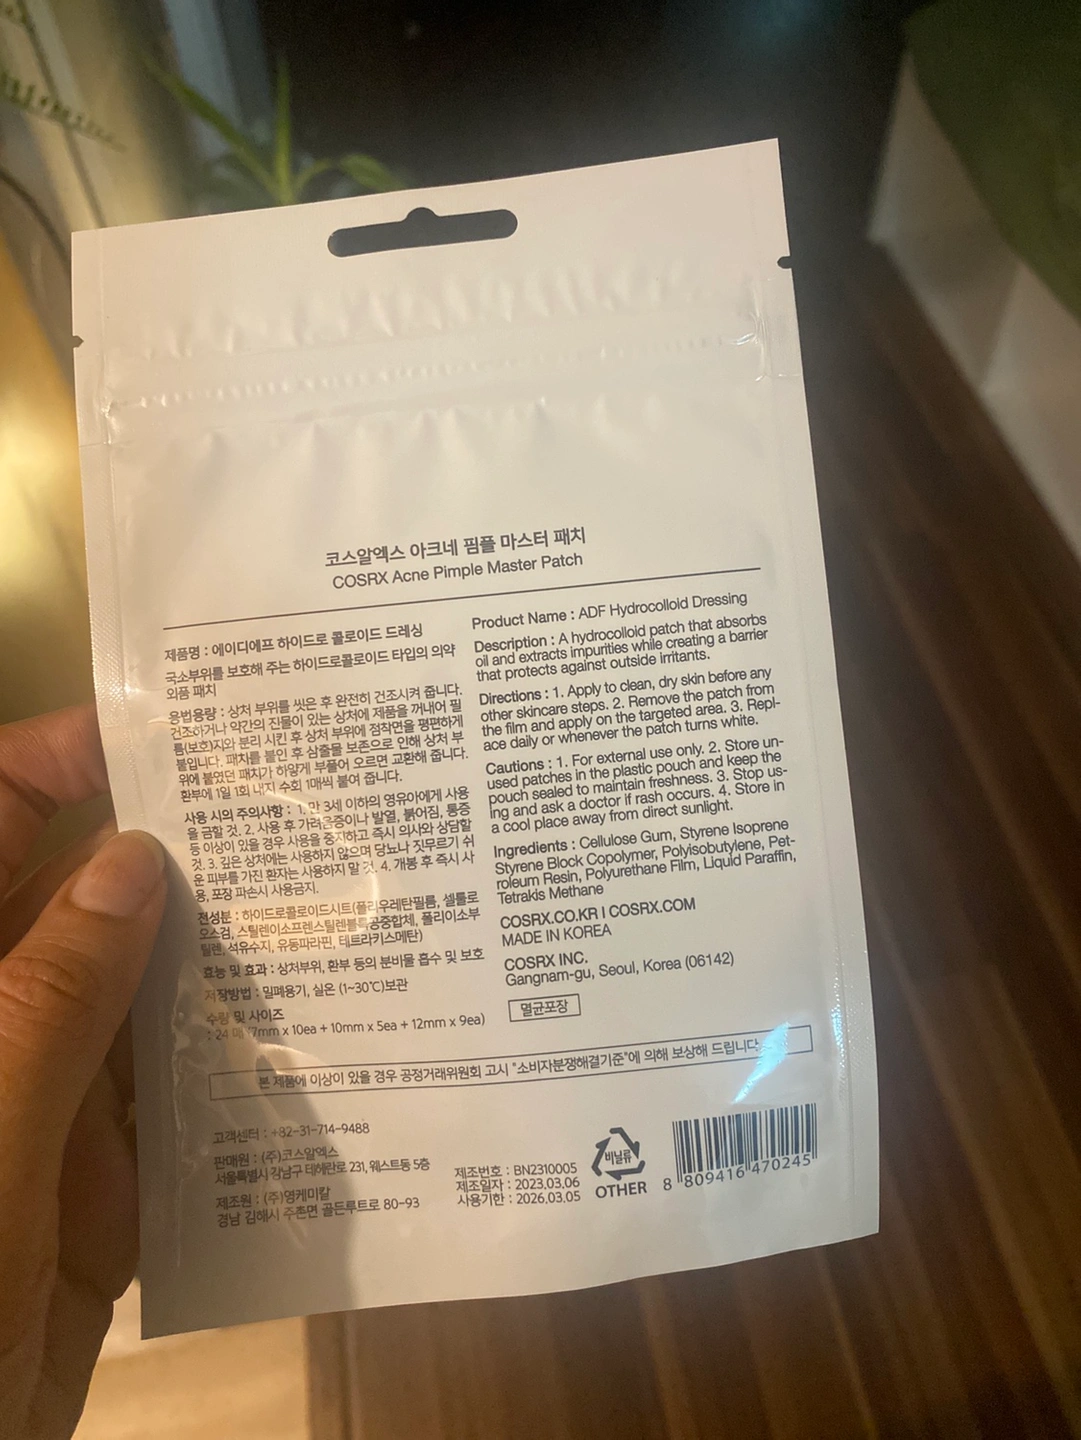 코스알엑스 아크네 핌플 마스터 패치
COSRX Acne Pimple Master Patch
제품명 : 에이디에프 하이드로 콜로이드 드레싱
국소부위를 보호해 주는 하이드로콜로이드 타입의 의약
외품 패치
용법용량 : 상처 부위를 씻은 후 완전히 건조시켜 줍니다.
건조하거나 약간의 진물이 있는 상처에 제품을 꺼내어 필
름(보호)지와 분리 시킨 후 상처 부위에 점착면을 평편하게
붙입니다. 패치를 붙인 후 삼출물 보존으로 인해 상처 부
위에 붙였던 패치가 하얗게 부풀어 오르면 교환해 줍니다.
환부에 1일 1회 내지 수회 1매씩 붙여 줍니다.
사용 시의 주의사항 : 1. 만 3세 이하의 영유아에게 사용
을 금할 것. 2. 사용 후 가려움증이나 발열, 붉어짐, 통증
등 이상이 있을 경우 사용을 중지하고 즉시 의사와 상담할
것. 3. 깊은 상처에는 사용하지 않으며 당뇨나 짓무르기 쉬
운 피부를 가진 환자는 사용하지 말 것. 4. 개봉 후 즉시 사
용, 포장 파손시 사용금지.
전성분 : 하이드로콜로이드시트(폴리우레탄필름, 셀룰로
오스검, 스틸렌이소프렌스틸렌블록공중합체, 폴리이소부
틸렌, 석유수지, 유동파라핀, 테트라키스메탄)
효능 및 효과 : 상처부위, 환부 등의 분비물 흡수 및 보호
저장방법 : 밀폐용기, 실온 (1~30℃)보관
수량 및 사이즈
: 24 매 (7mm x 10ea + 10mm x 5ea + 12mm x 9ea)
Product Name : ADF Hydrocolloid Dressing
Description : A hydrocolloid patch that absorbs
oil and extracts impurities while creating a barrier
that protects against outside irritants.
Directions : 1. Apply to clean, dry skin before any
other skincare steps. 2. Remove the patch from
the film and apply on the targeted area. 3. Repl-
ace daily or whenever the patch turns white.
Cautions : 1. For external use only. 2. Store un-
used patches in the plastic pouch and keep the
pouch sealed to maintain freshness. 3. Stop us-
ing and ask a doctor if rash occurs. 4. Store in
a cool place away from direct sunlight.
Ingredients : Cellulose Gum, Styrene Isoprene
Styrene Block Copolymer, Polyisobutylene, Pet-
roleum Resin, Polyurethane Film, Liquid Paraffin,
Tetrakis Methane
COSRX.CO.KR I COSRX.COM
MADE IN KOREA
COSRX INC.
Gangnam-gu, Seoul, Korea (06142)
멸균포장
본 제품에 이상이 있을 경우 공정거래위원회 고시 "소비자분쟁해결기준"에 의해 보상해 드립니다.
고객센터 : +82-31-714-9488
판매원 : (주)코스알엑스
서울특별시 강남구 테헤란로 231, 웨스트동 5층
제조원 : (주)영케미칼
경남 김해시 주촌면 골든루트로 80-93
제조번호 : BN2310005
제조일자 : 2023.03.06
사용기한 : 2026.03.05
비닐류
OTHER
8 809416 470245